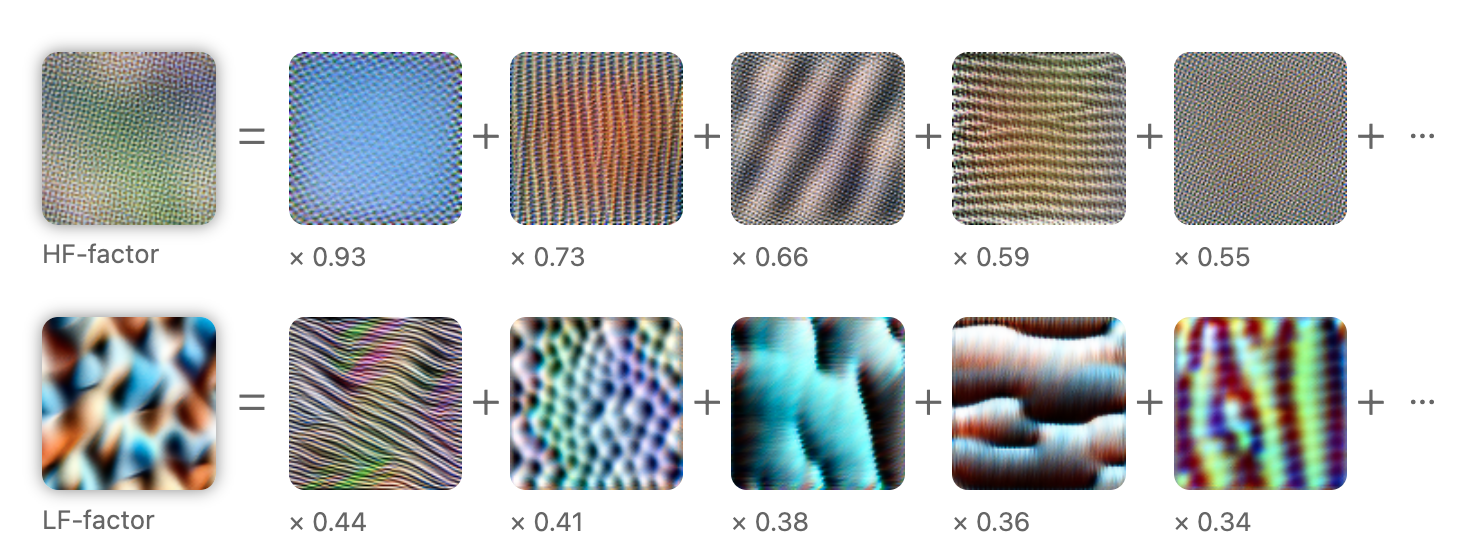 = + + + + + ...
HF-factor × 0.93 × 0.73 × 0.66 × 0.59 × 0.55
= + + + + + ...
LF-factor × 0.44 × 0.41 × 0.38 × 0.36 × 0.34